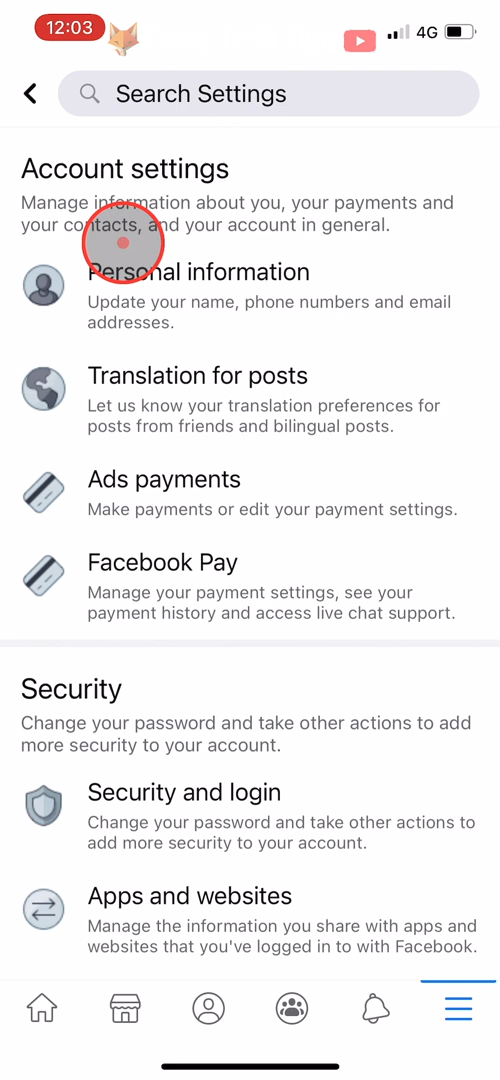 12:03
4G
Search Settings
Account settings
Manage information about you, your payments and
your contacts, and your account in general.
Personal information
Update your name, phone numbers and email
addresses.
Translation for posts
Let us know your translation preferences for
posts from friends and bilingual posts.
Ads payments
Make payments or edit your payment settings.
Facebook Pay
Manage your payment settings, see your
payment history and access live chat support.
Security
Change your password and take other actions to add
more security to your account.
Security and login
Change your password and take other actions to
add more security to your account.
Apps and websites
Manage the information you share with apps and
websites that you've logged in to with Facebook.